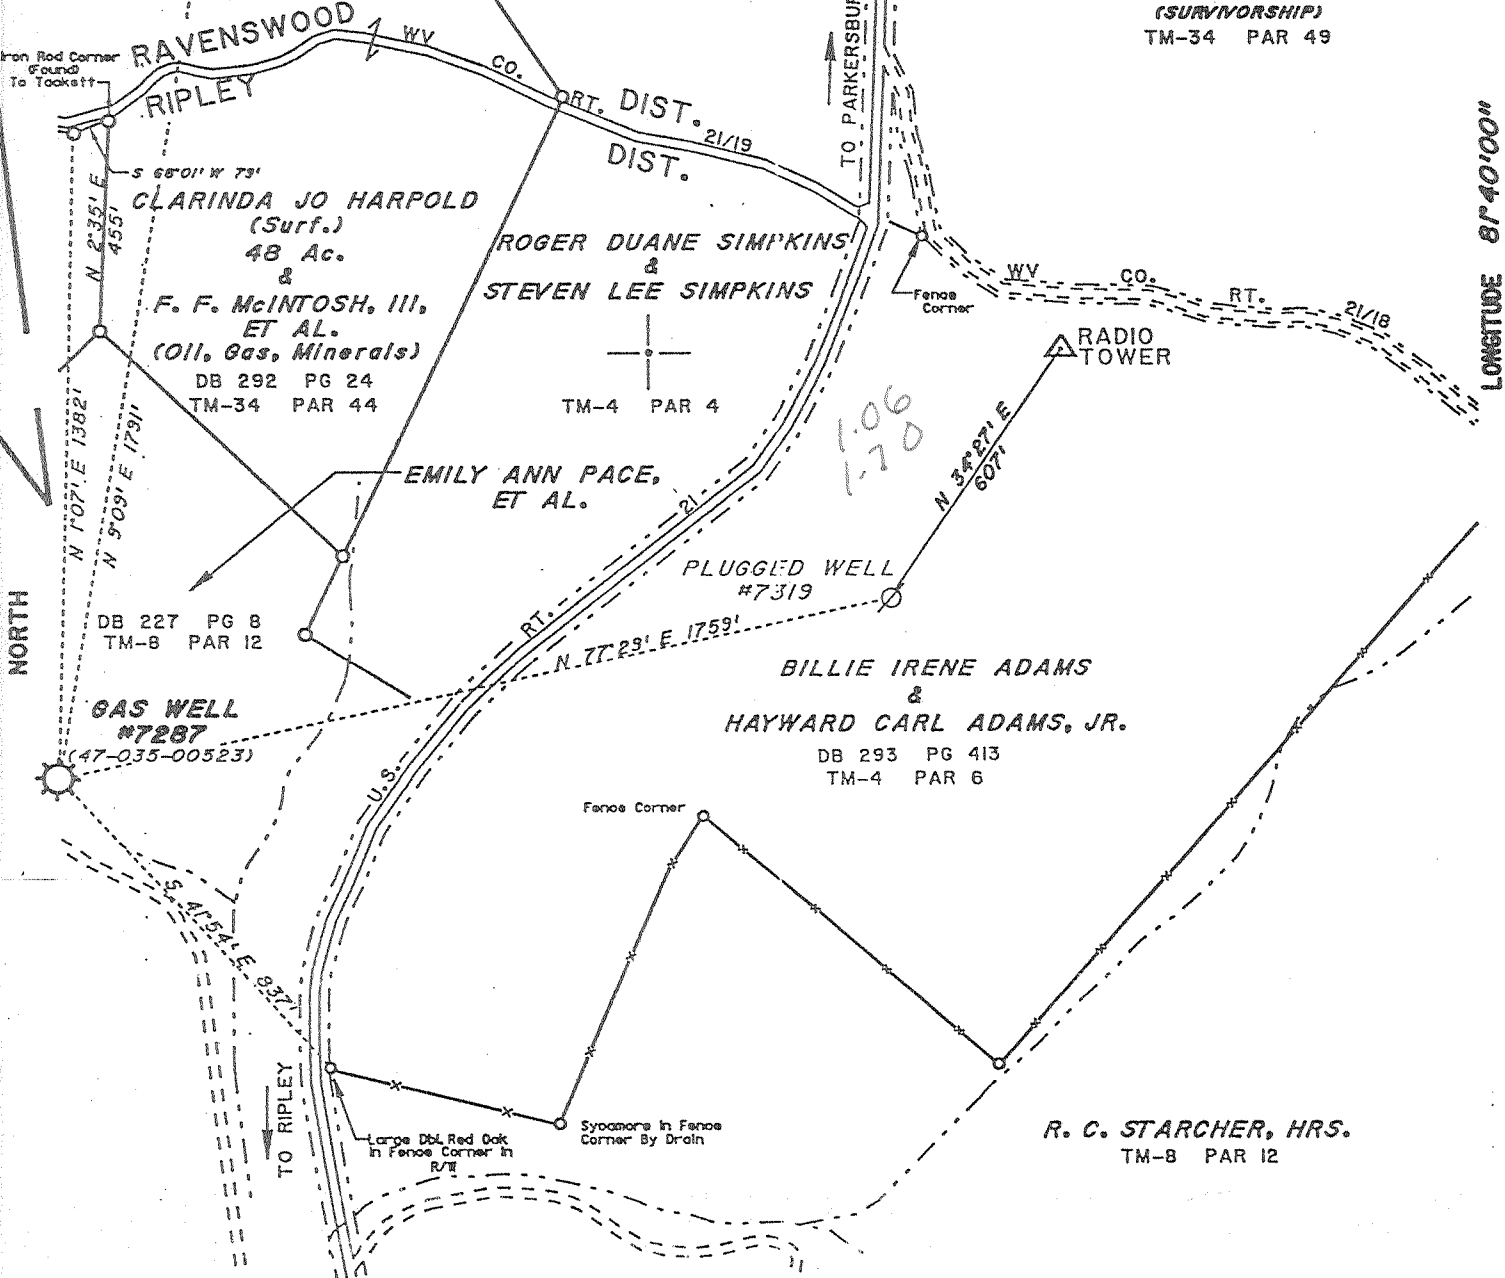 (SURVIVORSHIP)
TM-34 PAR 49
RAVENSWOOD
RIPLEY
WV CO. RT. 21/19
DIST.
DIST.
Iron Rod Corner
(Found)
To Tackett
S 68°01' W 79'
TO PARKERSBU
LONGITUDE 81°40'00"
CLARINDA JO HARPOLD
(Surf.)
48 Ac.
&
F. F. McINTOSH, III,
ET AL.
(Oil, Gas, Minerals)
DB 292 PG 24
TM-34 PAR 44
N 2°35' E
455'
ROGER DUANE SIMPKINS
&
STEVEN LEE SIMPKINS
TM-4 PAR 4
Fence
Corner
WV CO. RT. 21/18
RADIO
TOWER
1.06
1.70
N 34°27' E
607'
N 1°07' E 1382'
N 9°09' E 1791'
EMILY ANN PACE,
ET AL.
DB 227 PG 8
TM-8 PAR 12
NORTH
U.S. RT. 21
PLUGGED WELL
#7319
N 77°29' E 1759'
GAS WELL
#7287
(47-035-00523)
BILLIE IRENE ADAMS
&
HAYWARD CARL ADAMS, JR.
DB 293 PG 413
TM-4 PAR 6
Fence Corner
S 41°54' E 937'
TO RIPLEY
Large Dbl. Red Oak
In Fence Corner In
R/W
Sycamore In Fence
Corner By Drain
R. C. STARCHER, HRS.
TM-8 PAR 12